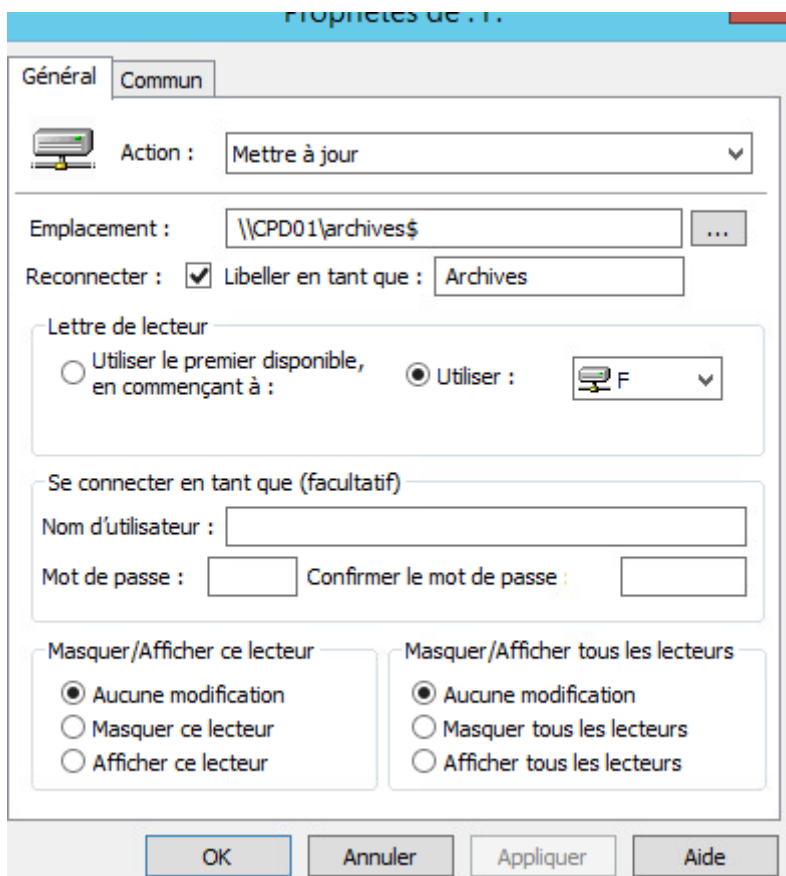 Propriétés de : F:
Général
Commun
Action :
Mettre à jour
Emplacement :
\\CPD01\archives$
...
Reconnecter :
Libeller en tant que :
Archives
Lettre de lecteur
Utiliser le premier disponible,
en commençant à :
Utiliser :
F
Se connecter en tant que (facultatif)
Nom d'utilisateur :
Mot de passe :
Confirmer le mot de passe :
Masquer/Afficher ce lecteur
Aucune modification
Masquer ce lecteur
Afficher ce lecteur
Masquer/Afficher tous les lecteurs
Aucune modification
Masquer tous les lecteurs
Afficher tous les lecteurs
OK
Annuler
Appliquer
Aide